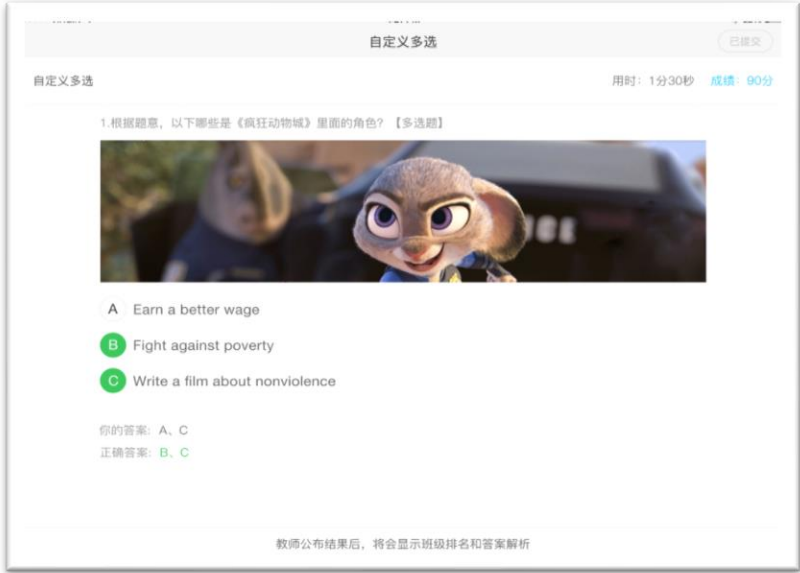 自定义多选
已提交
自定义多选
用时：1分30秒 成绩：90分
1.根据题意，以下哪些是《疯狂动物城》里面的角色？【多选题】
A Earn a better wage
B Fight against poverty
C Write a film about nonviolence
你的答案: A、C
正确答案: B、C
教师公布结果后，将会显示班级排名和答案解析